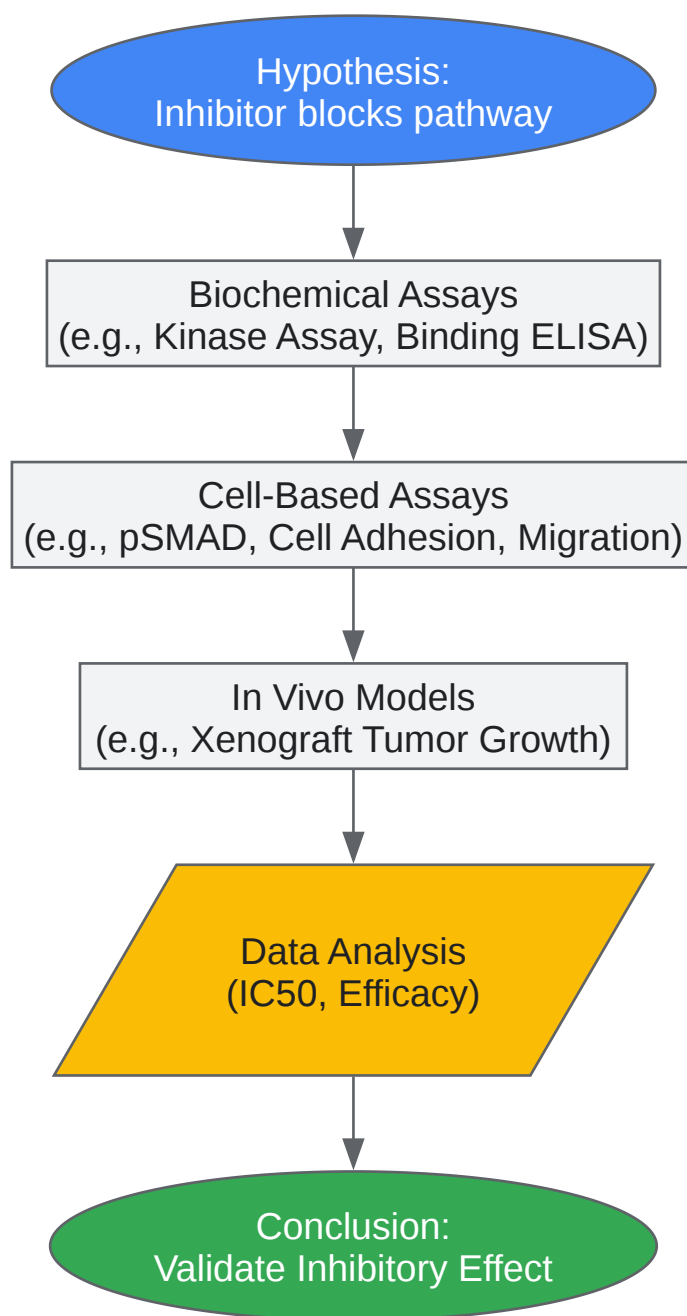 Hypothesis:
Inhibitor blocks pathway
Biochemical Assays
(e.g., Kinase Assay, Binding ELISA)
Cell-Based Assays
(e.g., pSMAD, Cell Adhesion, Migration)
In Vivo Models
(e.g., Xenograft Tumor Growth)
Data Analysis
(IC50, Efficacy)
Conclusion:
Validate Inhibitory Effect